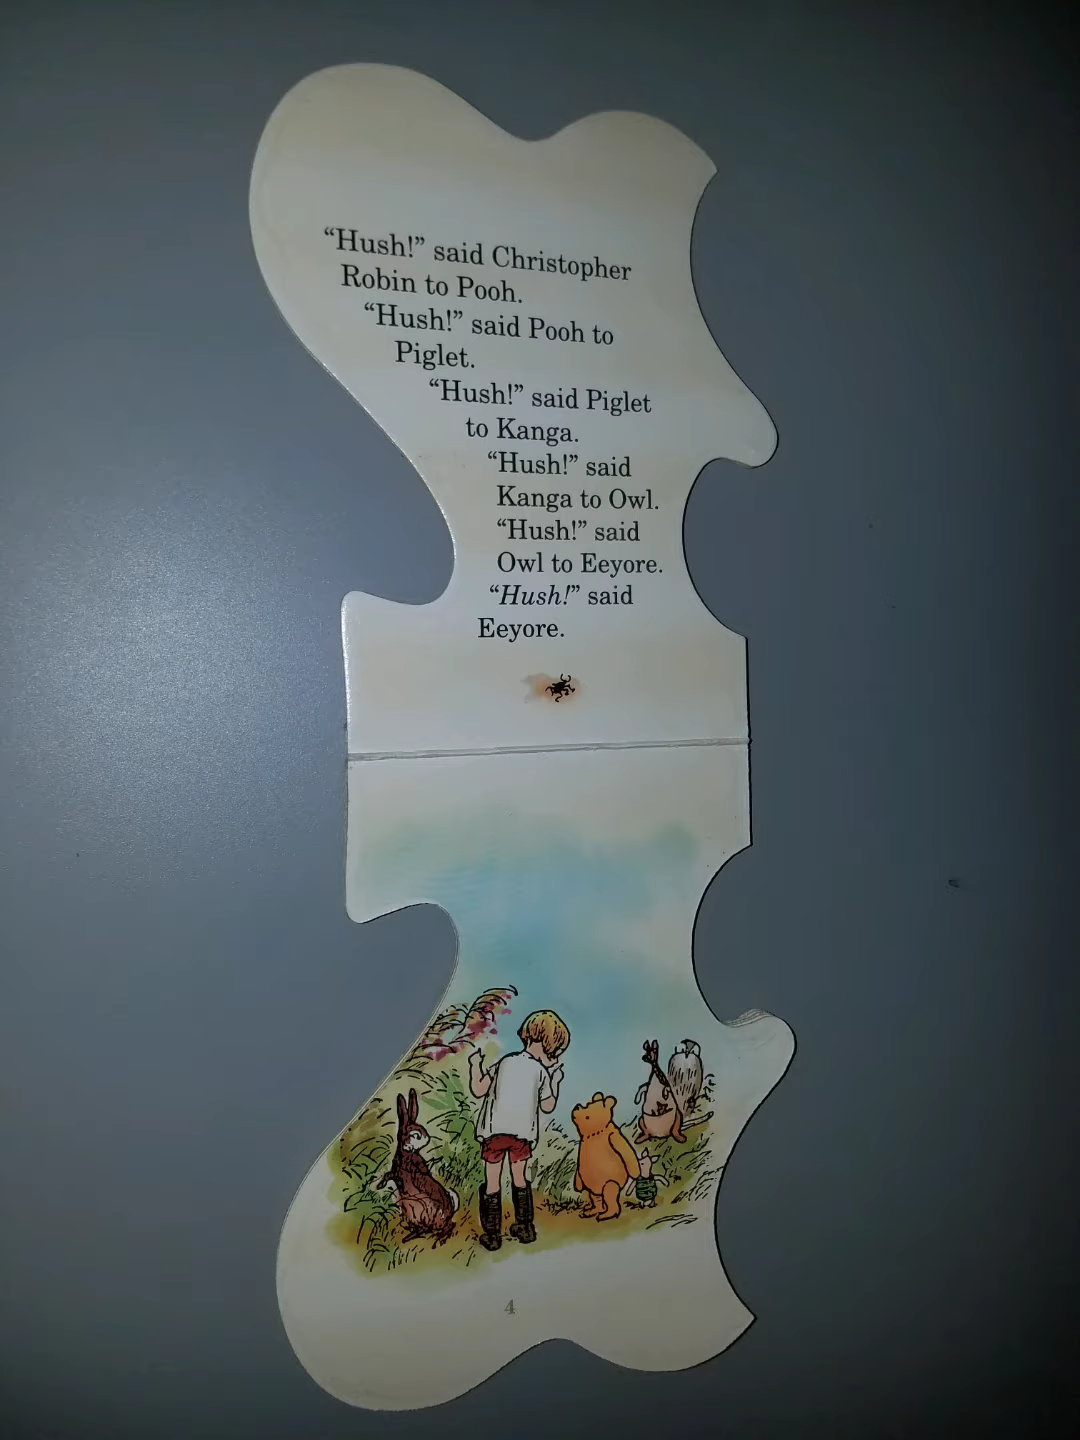 “Hush!” said Christopher
Robin to Pooh.
“Hush!” said Pooh to
Piglet.
“Hush!” said Piglet
to Kanga.
“Hush!” said
Kanga to Owl.
“Hush!” said
Owl to Eeyore.
“Hush!” said
Eeyore.
4